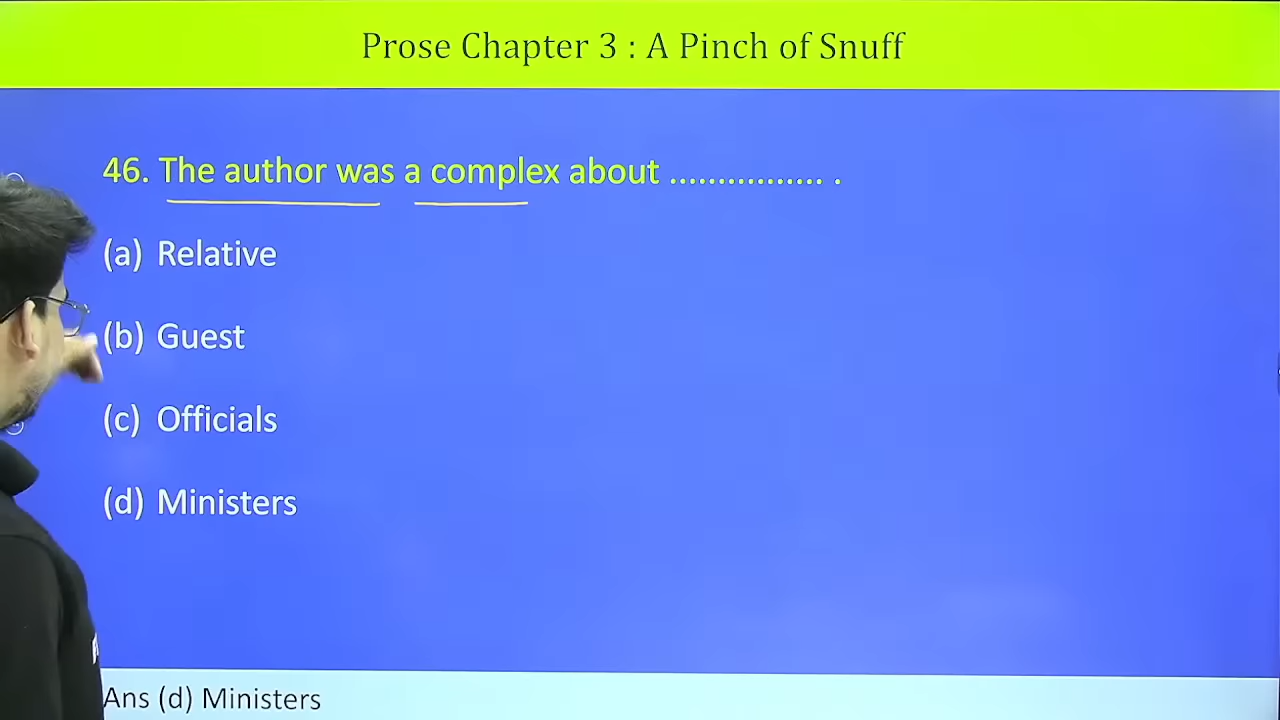 Prose Chapter 3 : A Pinch of Snuff
46. The author was a complex about ................ .
(a) Relative
(b) Guest
(c) Officials
(d) Ministers
Ans (d) Ministers